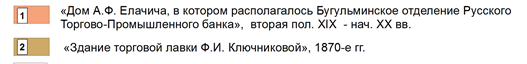 1 «Дом А.Ф. Елачича, в котором располагалось Бугульминское отделение Русского
Торгово-Промышленного банка», вторая пол. XIX - нач. XX вв.
2 «Здание торговой лавки Ф.И. Ключниковой», 1870-е гг.